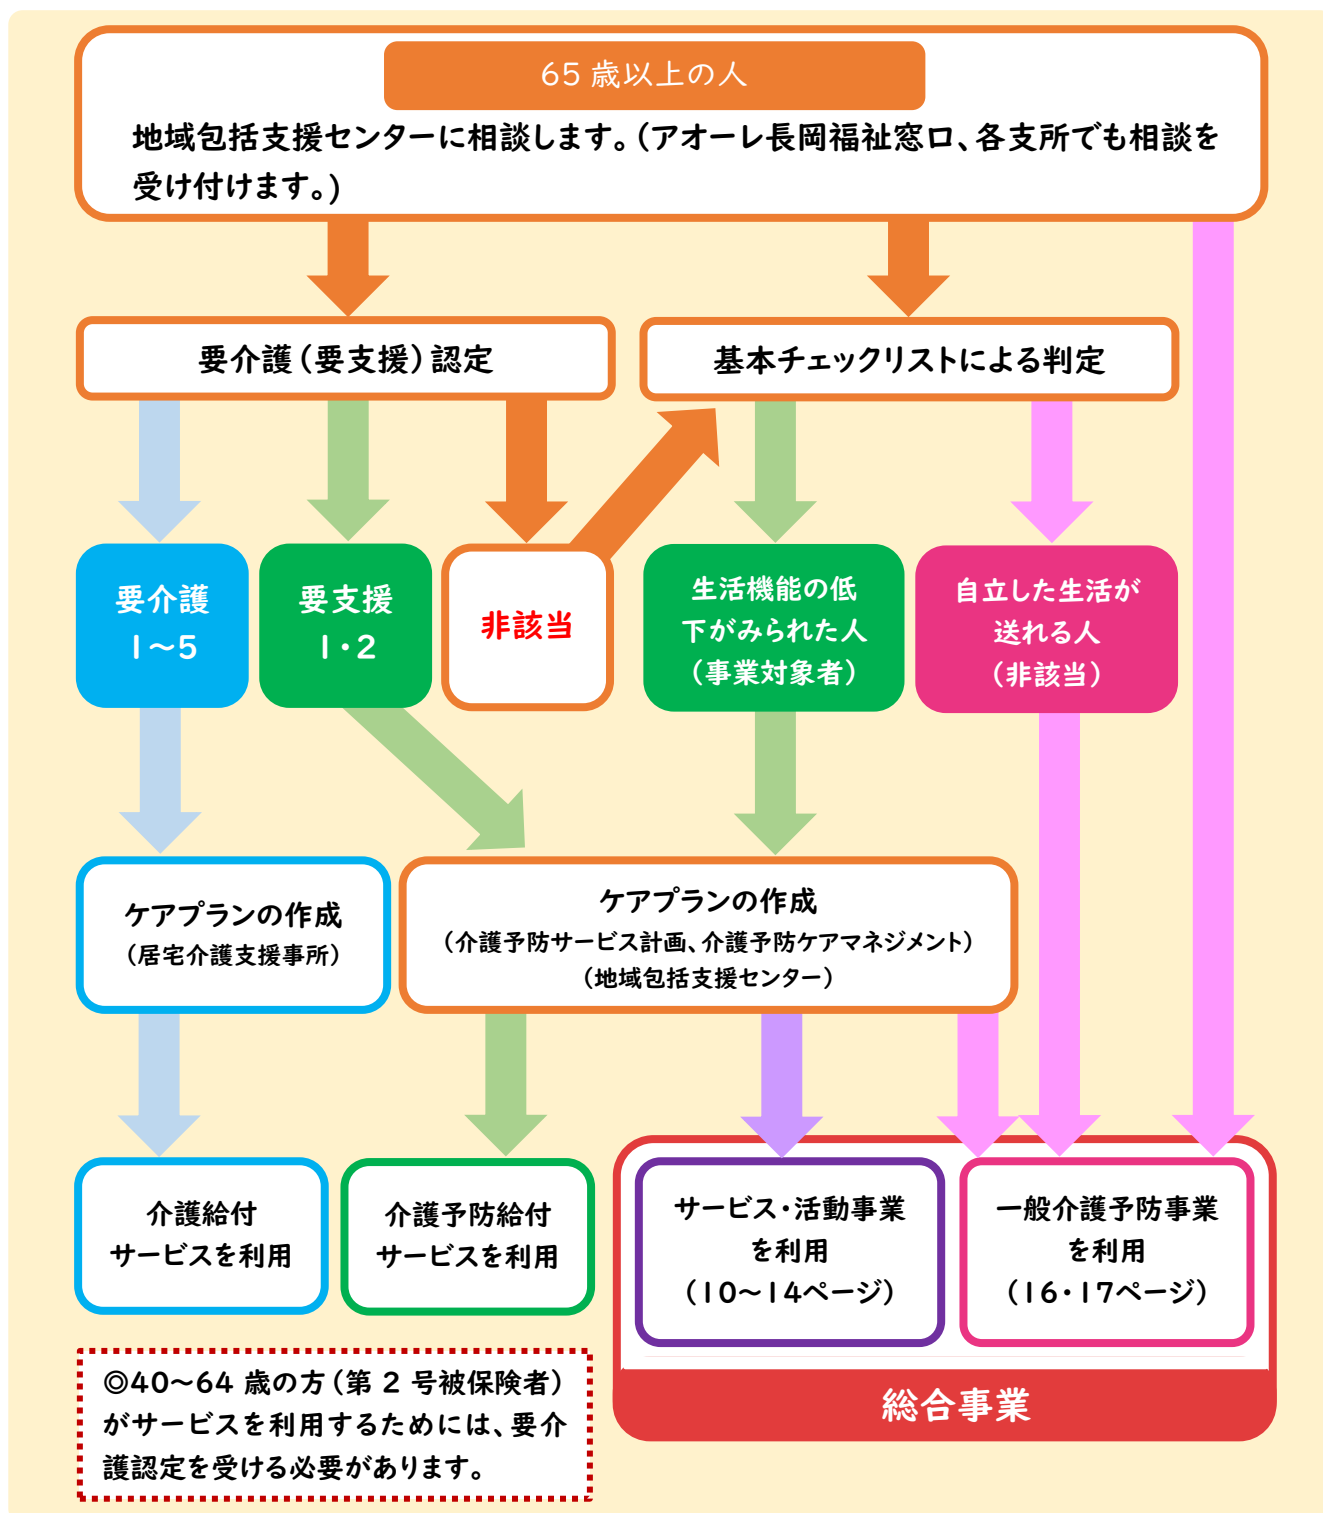 65 歳以上の人
地域包括支援センターに相談します。(アオーレ長岡福祉窓口、各支所でも相談を
受け付けます。)
要介護(要支援)認定
基本チェックリストによる判定
要介護
1～5
要支援
1・2
非該当
生活機能の低
下がみられた人
(事業対象者)
自立した生活が
送れる人
(非該当)
ケアプランの作成
(居宅介護支援事所)
ケアプランの作成
(介護予防サービス計画、介護予防ケアマネジメント)
(地域包括支援センター)
介護給付
サービスを利用
介護予防給付
サービスを利用
サービス・活動事業
を利用
(10～14ページ)
一般介護予防事業
を利用
(16・17ページ)
総合事業
◎40～64 歳の方(第 2 号被保険者)
がサービスを利用するためには、要介
護認定を受ける必要があります。